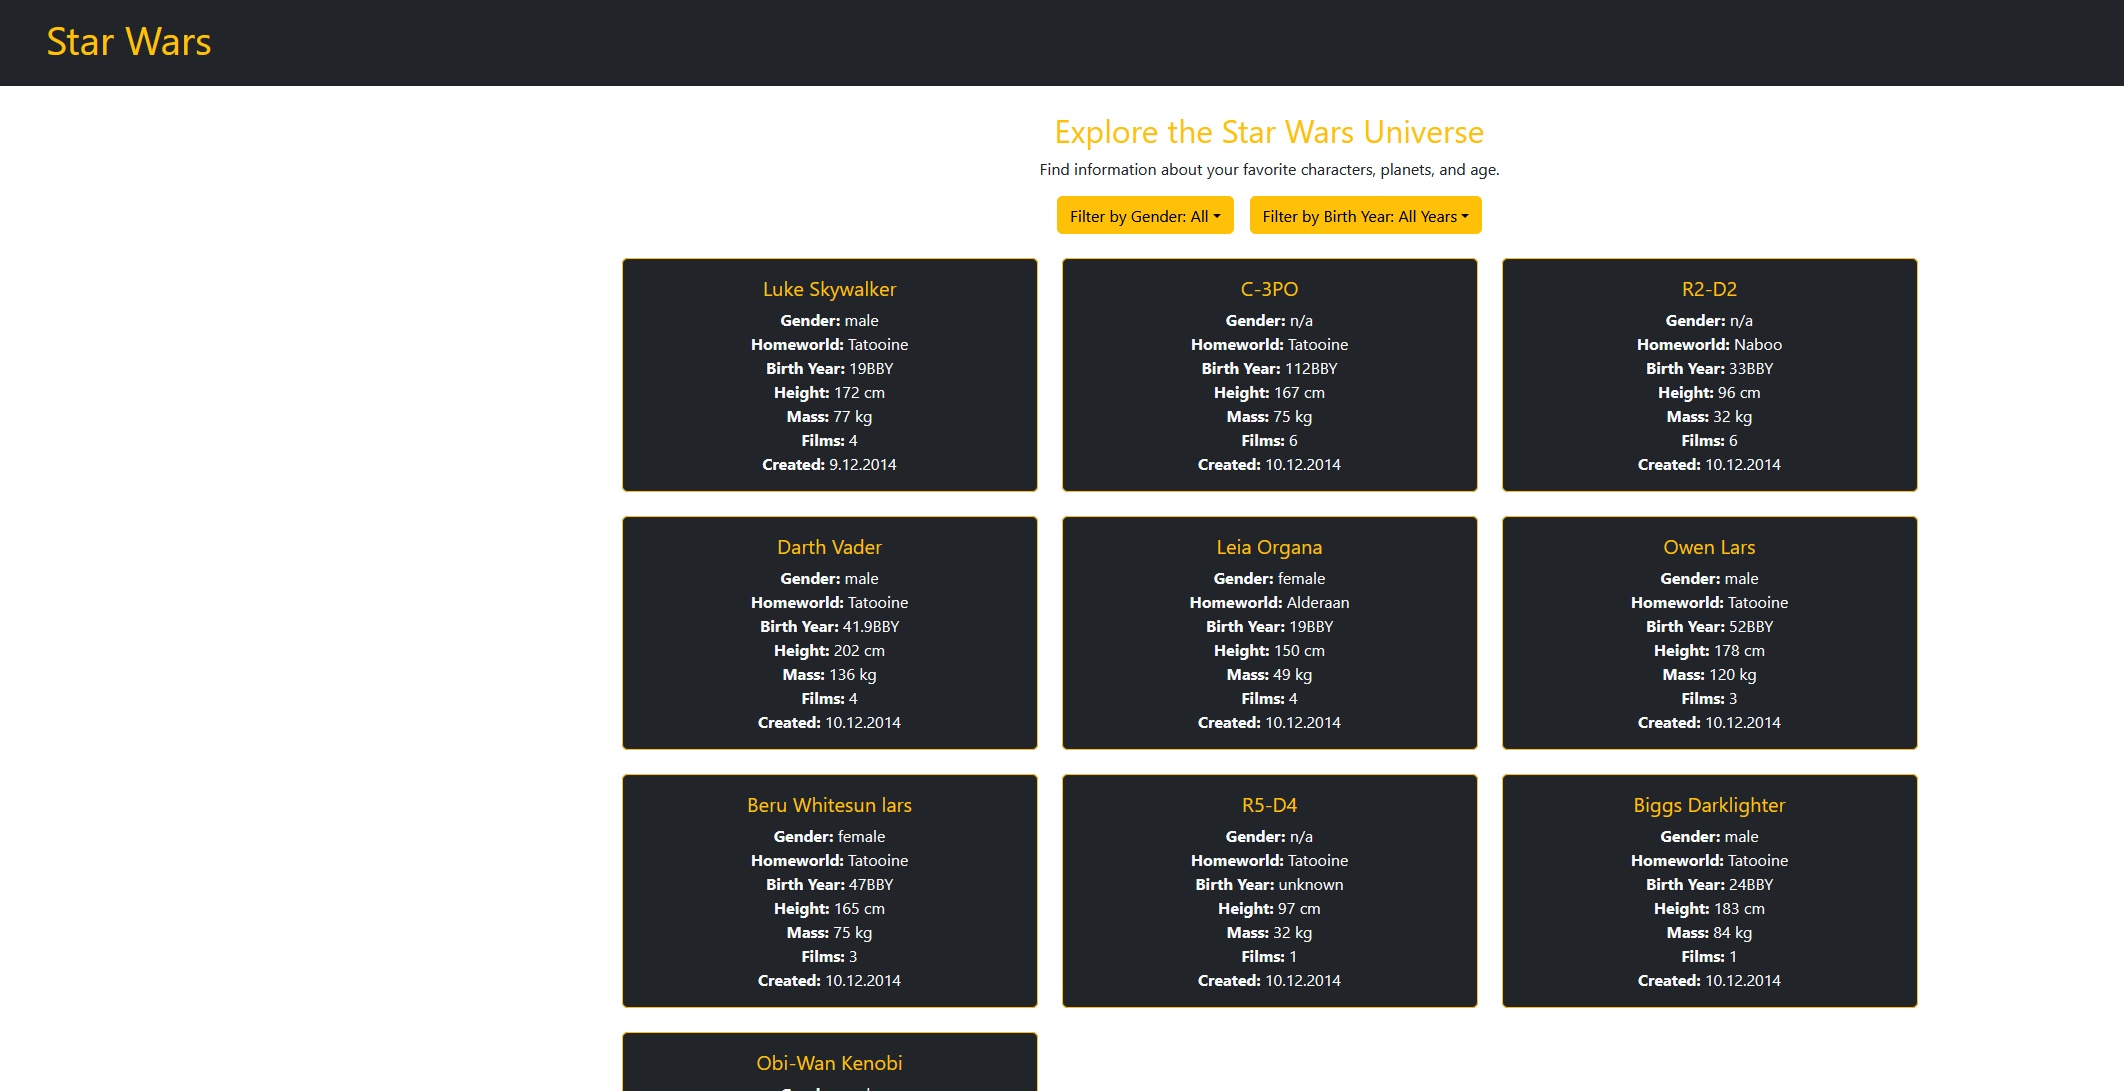 Star Wars
Explore the Star Wars Universe
Find information about your favorite characters, planets, and age.
Filter by Gender: All
Filter by Birth Year: All Years
Luke Skywalker
Gender: male
Homeworld: Tatooine
Birth Year: 19BBY
Height: 172 cm
Mass: 77 kg
Films: 4
Created: 9.12.2014
C-3PO
Gender: n/a
Homeworld: Tatooine
Birth Year: 112BBY
Height: 167 cm
Mass: 75 kg
Films: 6
Created: 10.12.2014
R2-D2
Gender: n/a
Homeworld: Naboo
Birth Year: 33BBY
Height: 96 cm
Mass: 32 kg
Films: 6
Created: 10.12.2014
Darth Vader
Gender: male
Homeworld: Tatooine
Birth Year: 41.9BBY
Height: 202 cm
Mass: 136 kg
Films: 4
Created: 10.12.2014
Leia Organa
Gender: female
Homeworld: Alderaan
Birth Year: 19BBY
Height: 150 cm
Mass: 49 kg
Films: 4
Created: 10.12.2014
Owen Lars
Gender: male
Homeworld: Tatooine
Birth Year: 52BBY
Height: 178 cm
Mass: 120 kg
Films: 3
Created: 10.12.2014
Beru Whitesun lars
Gender: female
Homeworld: Tatooine
Birth Year: 47BBY
Height: 165 cm
Mass: 75 kg
Films: 3
Created: 10.12.2014
R5-D4
Gender: n/a
Homeworld: Tatooine
Birth Year: unknown
Height: 97 cm
Mass: 32 kg
Films: 1
Created: 10.12.2014
Biggs Darklighter
Gender: male
Homeworld: Tatooine
Birth Year: 24BBY
Height: 183 cm
Mass: 84 kg
Films: 1
Created: 10.12.2014
Obi-Wan Kenobi